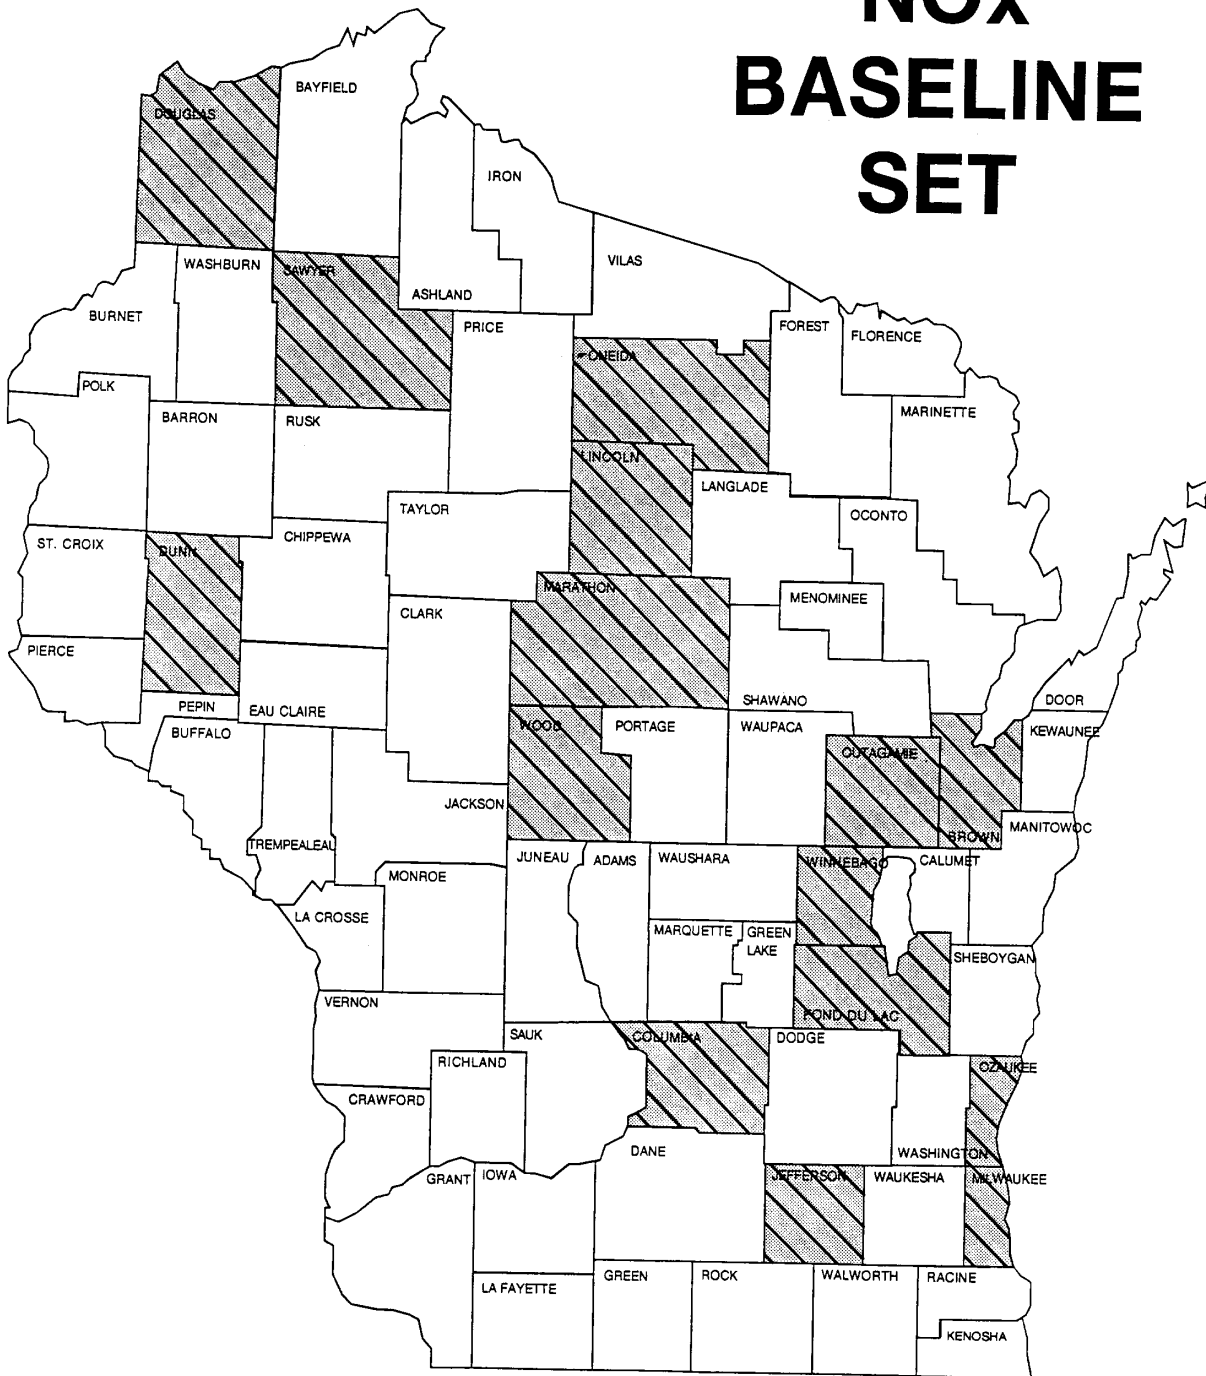 NOx
BASELINE
SET
BAYFIELD
DOUGLAS
IRON
WASHBURN
SAWYER
VILAS
ASHLAND
BURNET
PRICE
FOREST
FLORENCE
ONEIDA
POLK
BARRON
RUSK
MARINETTE
LINCOLN
LANGLADE
TAYLOR
OCONTO
ST. CROIX
DUNN
CHIPPEWA
MARATHON
MENOMINEE
CLARK
PIERCE
PEPIN
EAU CLAIRE
SHAWANO
DOOR
BUFFALO
WOOD
PORTAGE
WAUPACA
KEWAUNEE
OUTAGAMIE
JACKSON
BROWN
MANITOWOC
TREMPEALEAU
JUNEAU
ADAMS
WAUSHARA
WINNEBAGO
CALUMET
MONROE
LA CROSSE
MARQUETTE
GREEN
LAKE
SHEBOYGAN
VERNON
FOND DU LAC
SAUK
COLUMBIA
DODGE
RICHLAND
OZAUKEE
CRAWFORD
DANE
WASHINGTON
GRANT
IOWA
JEFFERSON
WAUKESHA
MILWAUKEE
LA FAYETTE
GREEN
ROCK
WALWORTH
RACINE
KENOSHA